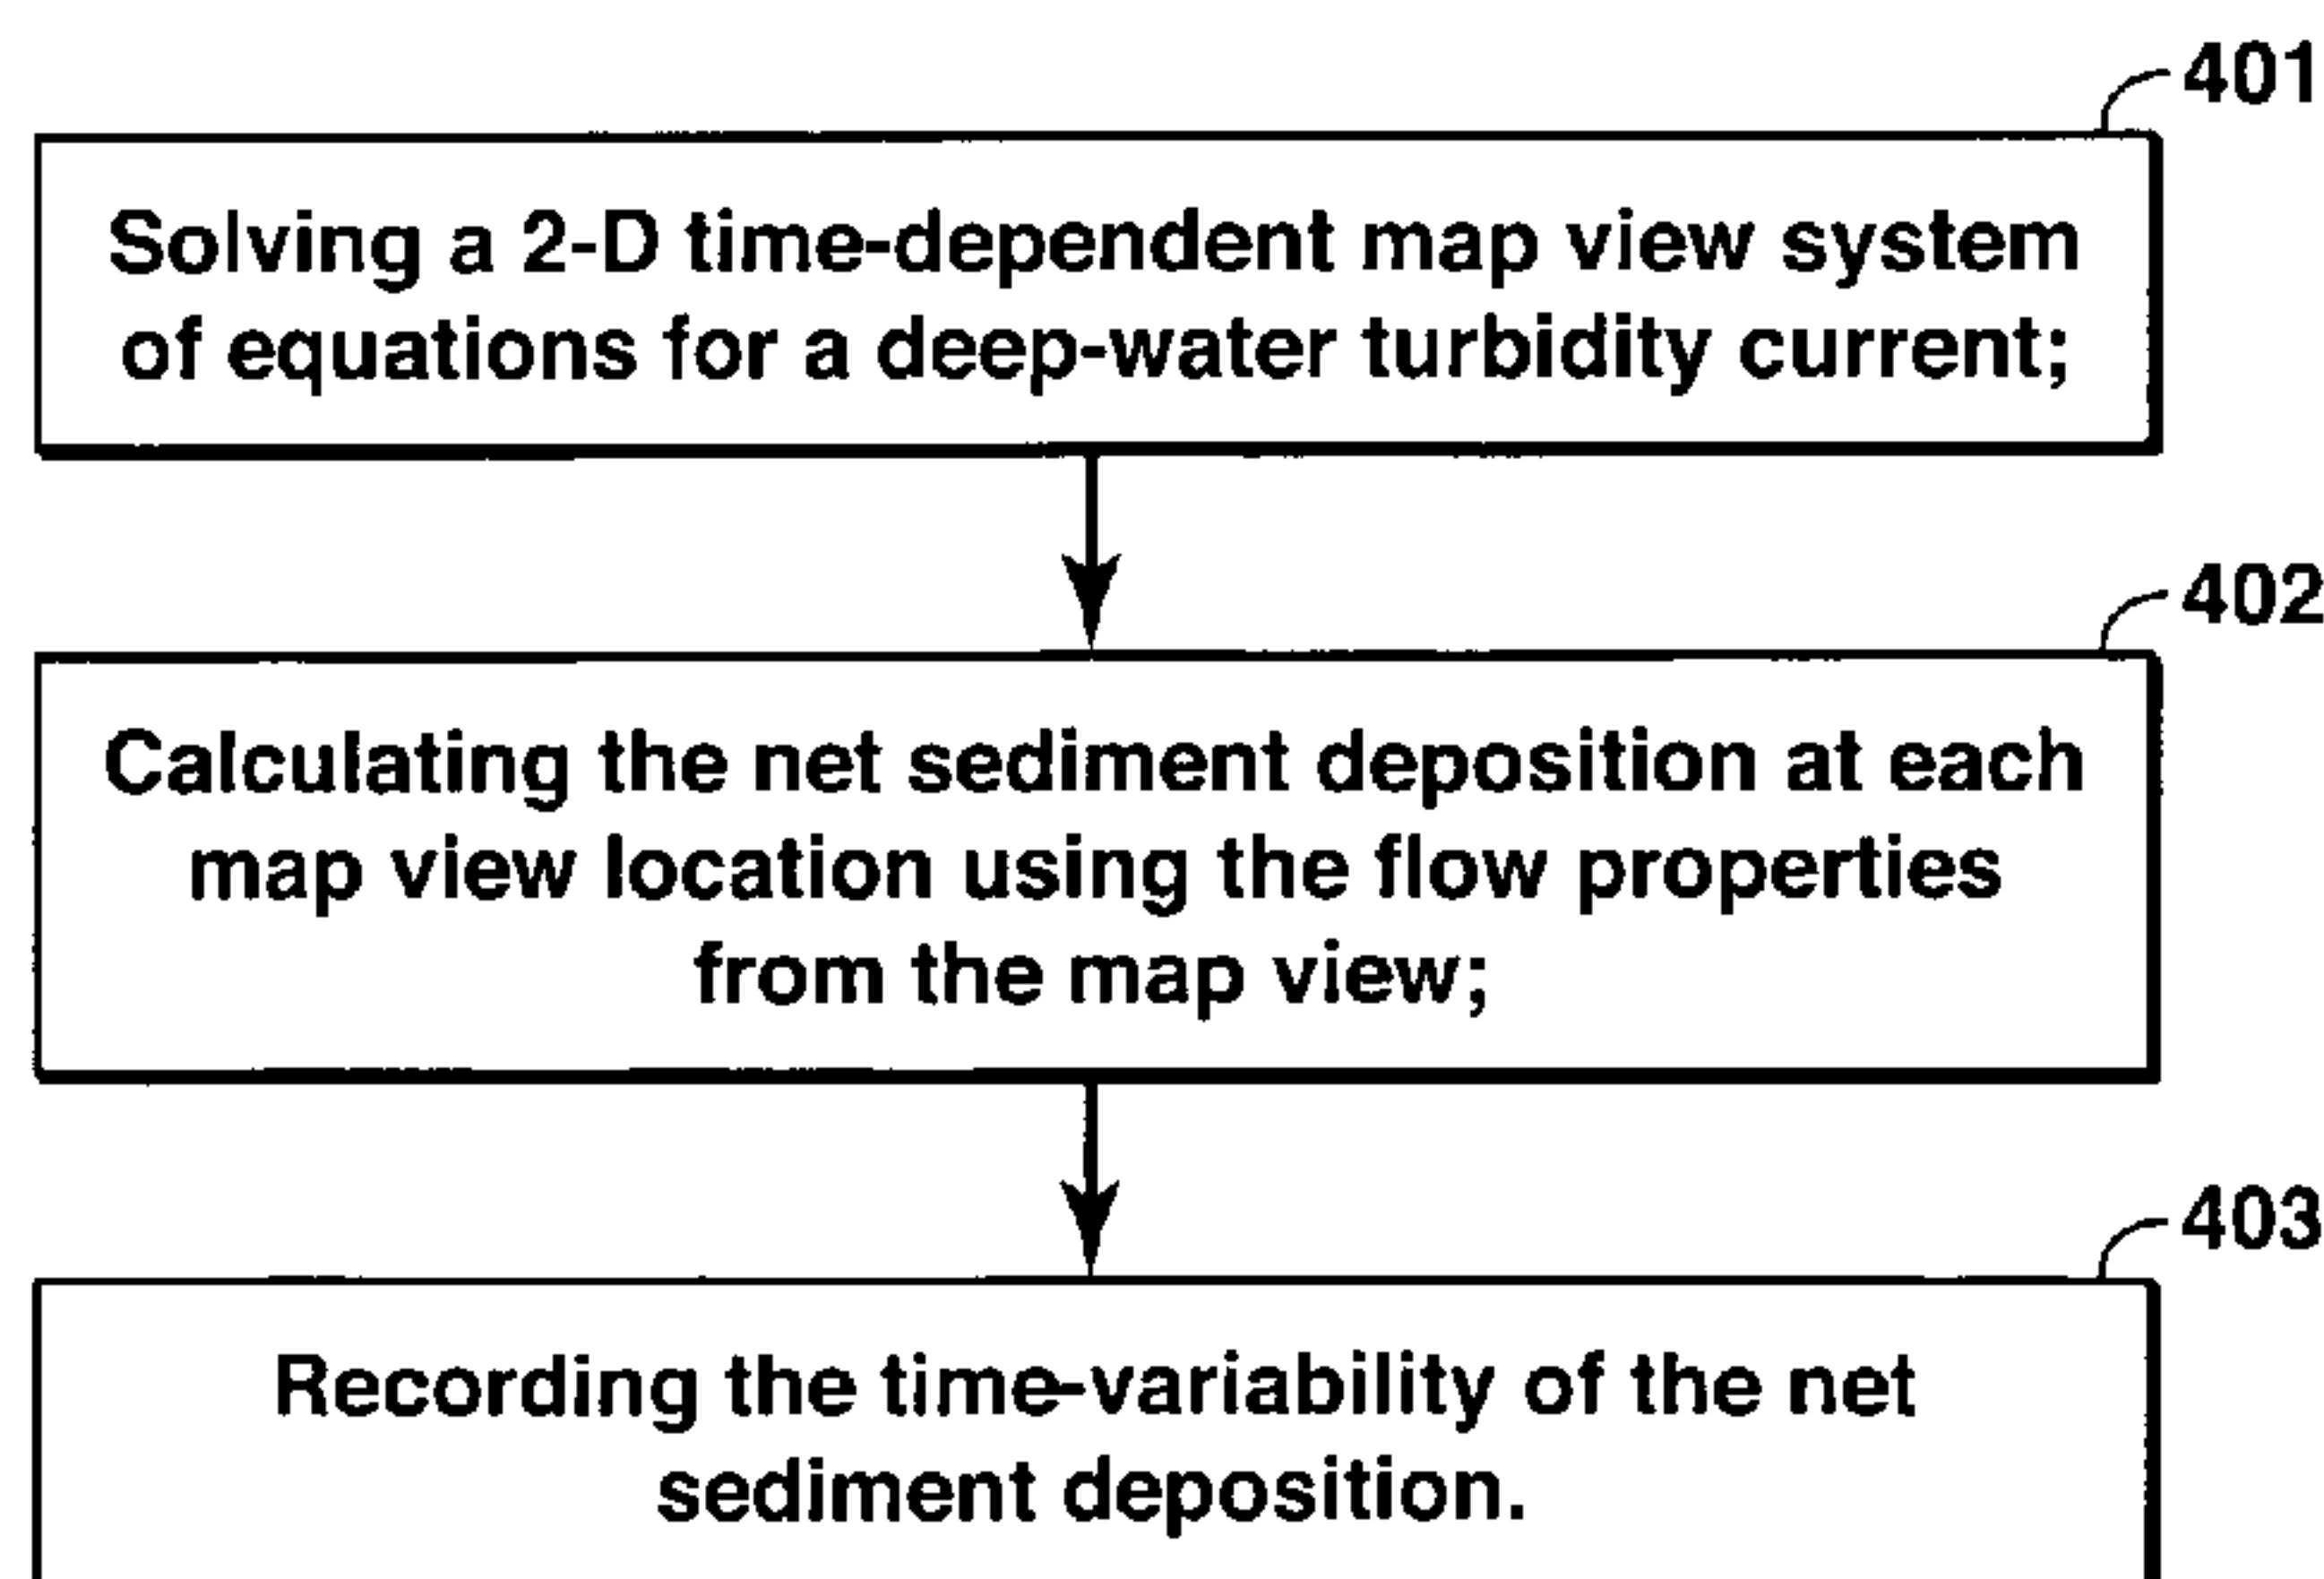 401
Solving a 2-D time-dependent map view system
of equations for a deep-water turbidity current;
402
Calculating the net sediment deposition at each
map view location using the flow properties
from the map view;
403
Recording the time-variability of the net
sediment deposition.